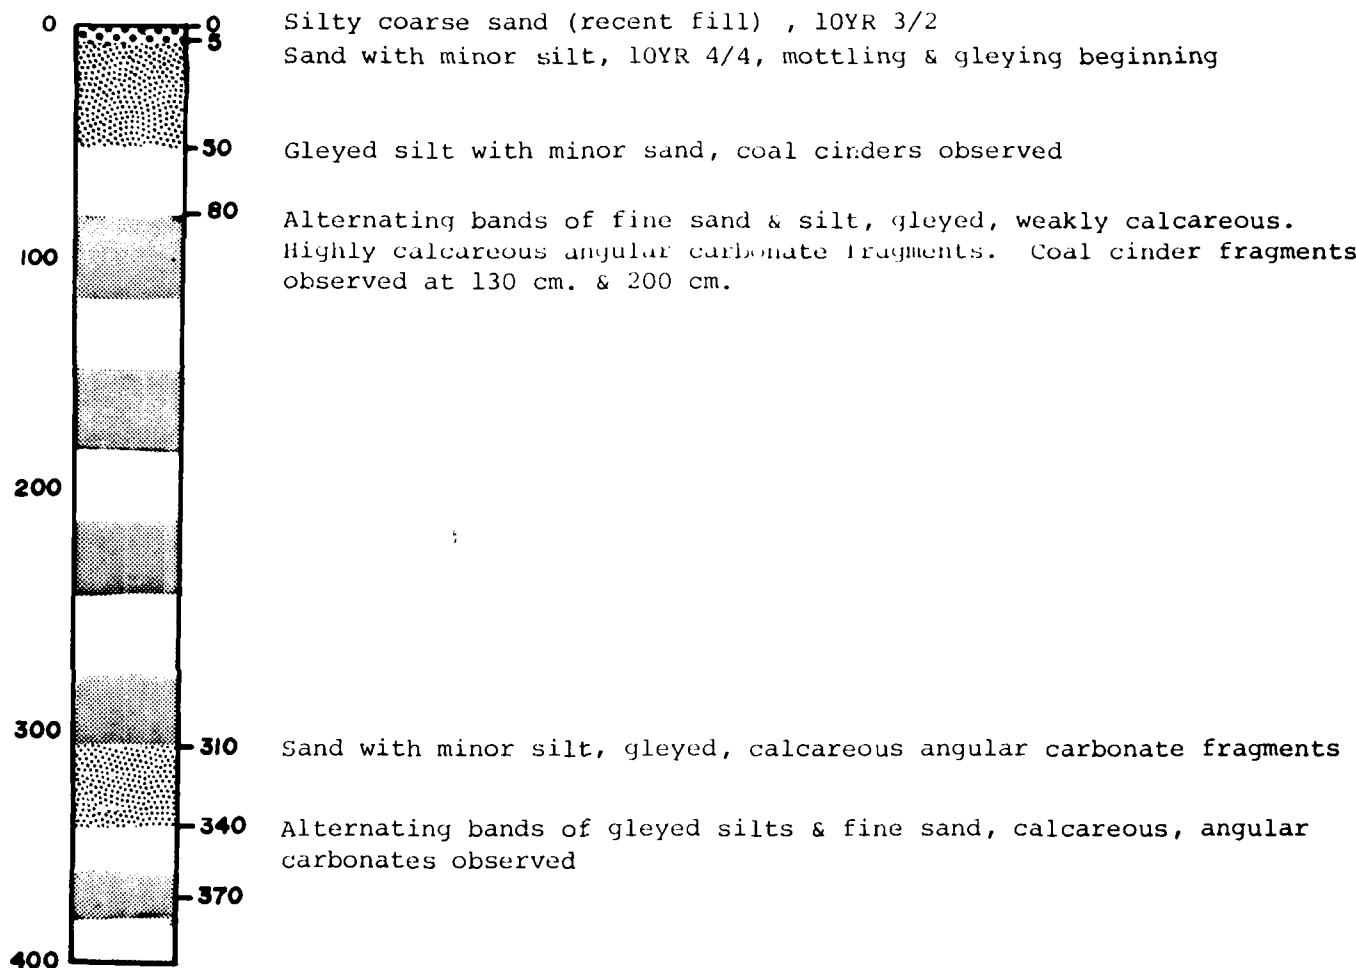 0 0 Silty coarse sand (recent fill) , 10YR 3/2
5 Sand with minor silt, 10YR 4/4, mottling & gleying beginning
50 Gleyed silt with minor sand, coal cinders observed
80 Alternating bands of fine sand & silt, gleyed, weakly calcareous.
100 Highly calcareous angular carbonate fragments. Coal cinder fragments
observed at 130 cm. & 200 cm.
200
300 310 Sand with minor silt, gleyed, calcareous angular carbonate fragments
340 Alternating bands of gleyed silts & fine sand, calcareous, angular
carbonates observed
370
400